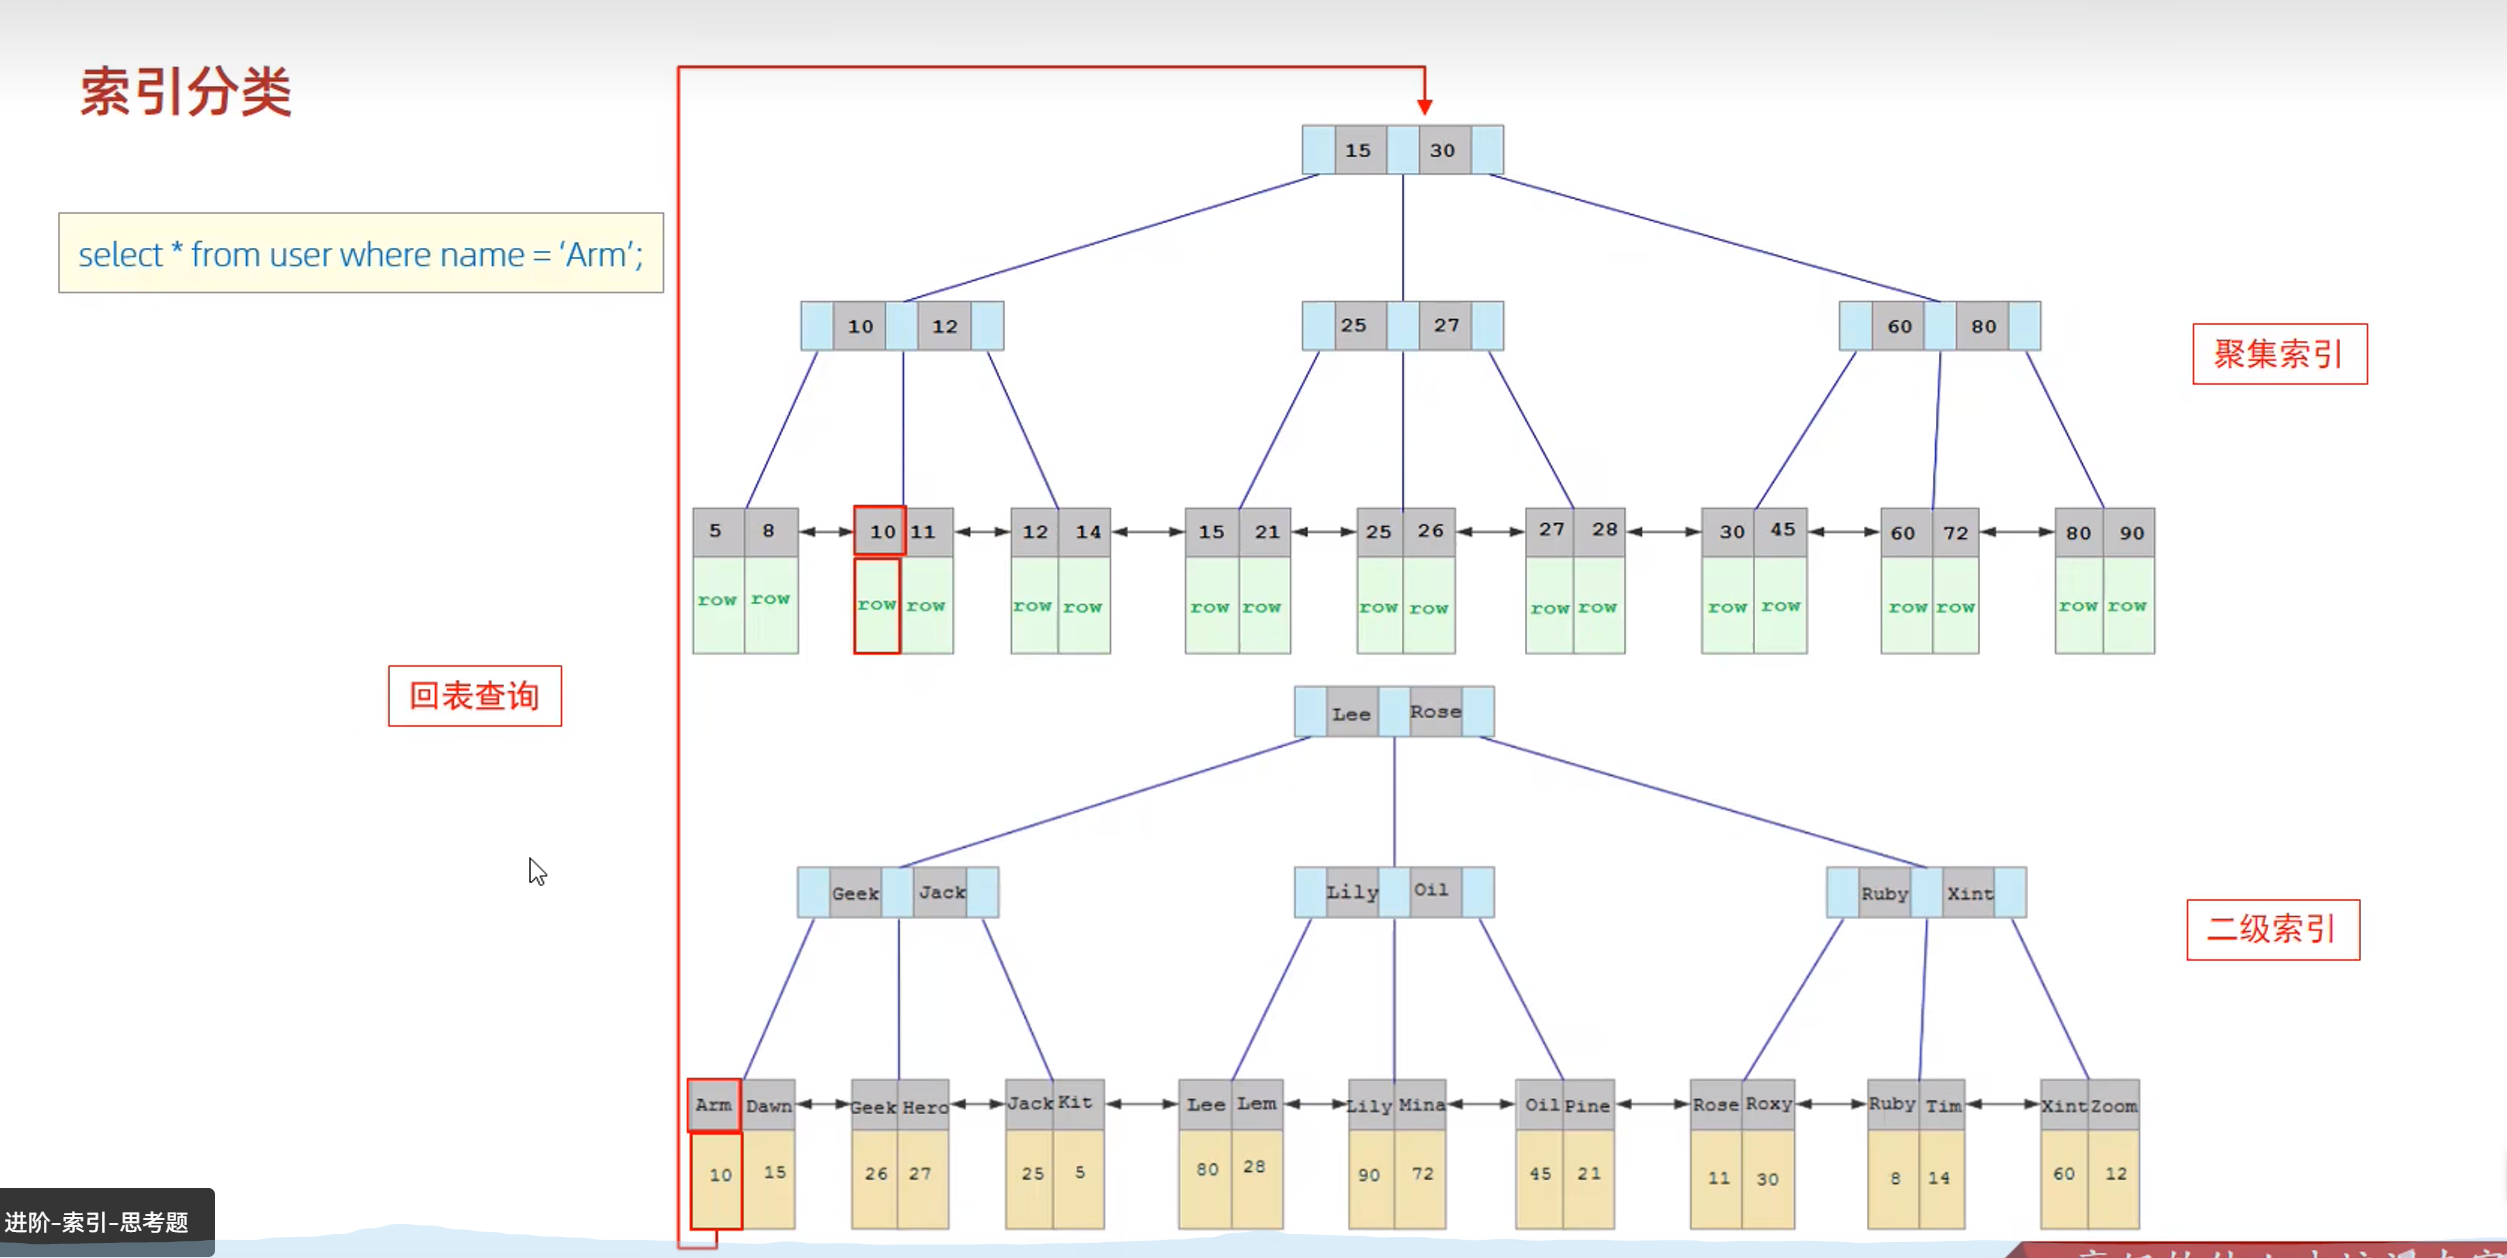 索引分类
select * from user where name = ‘Arm’;
15 30
10 12 25 27 60 80
聚集索引
5 8 10 11 12 14 15 21 25 26 27 28 30 45 60 72 80 90
row row row row row row row row row row row row row row row row row row
回表查询
Lee Rose
Geek Jack Lily Oil Ruby Xint
二级索引
Arm Dawn Geek Hero Jack Kit Lee Lem Lily Mina Oil Pine Rose Roxy Ruby Tim Xint Zoom
10 15 26 27 25 5 80 28 90 72 45 21 11 30 8 14 60 12
进阶-索引-思考题